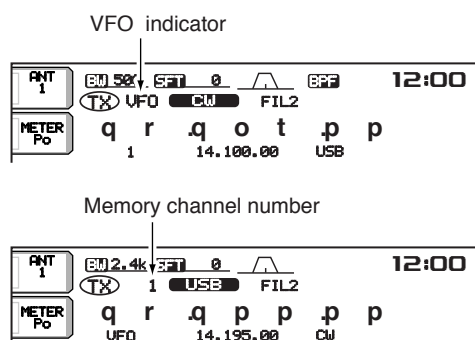 VFO indicator
ANT 1 BW 500 SFT 0 BPF 12:00
TX VFO CW FIL2
METER Po q r .q o t .p p
1 14.100.00 USB
Memory channel number
ANT 1 BW 2.4k SFT 0 12:00
TX 1 USB FIL2
METER Po q r .q p p .p p
VFO 14.195.00 CW